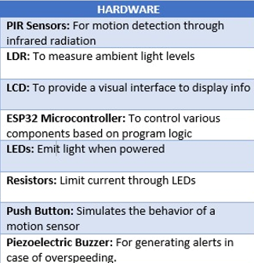 HARDWARE
PIR Sensors: For motion detection through
infrared radiation
LDR: To measure ambient light levels
LCD: To provide a visual interface to display info
ESP32 Microcontroller: To control various
components based on program logic
LEDs: Emit light when powered
Resistors: Limit current through LEDs
Push Button: Simulates the behavior of a
motion sensor
Piezoelectric Buzzer: For generating alerts in
case of overspeeding.